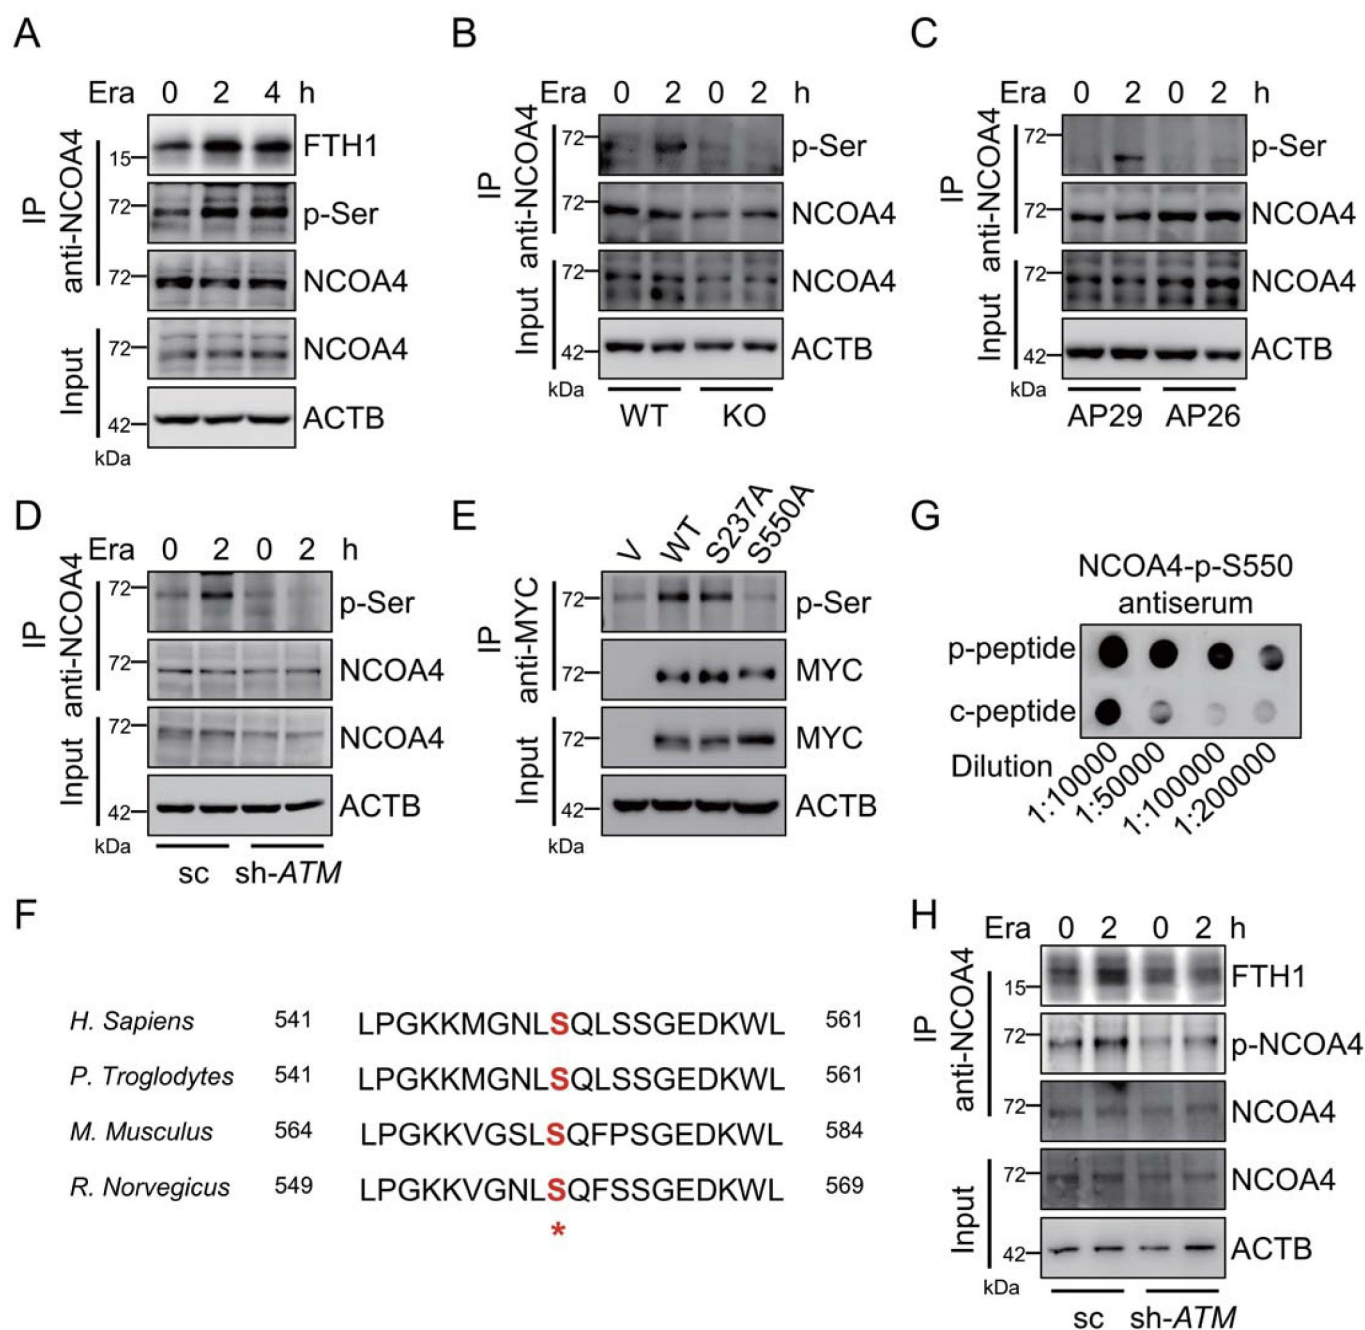 A
Era 0 2 4 h
IP
anti-NCOA4
15
FTH1
72
p-Ser
72
NCOA4
Input
72
NCOA4
42
ACTB
kDa
B
Era 0 2 0 2 h
IP
anti-NCOA4
72
p-Ser
72
NCOA4
Input
72
NCOA4
42
ACTB
kDa
WT KO
C
Era 0 2 0 2 h
IP
anti-NCOA4
72
p-Ser
72
NCOA4
Input
72
NCOA4
42
ACTB
kDa
AP29 AP26
D
Era 0 2 0 2 h
IP
anti-NCOA4
72
p-Ser
72
NCOA4
Input
72
NCOA4
42
ACTB
kDa
sc sh-ATM
E
V WT S237A S550A
IP
anti-MYC
72
p-Ser
72
MYC
Input
72
MYC
42
ACTB
kDa
G
NCOA4-p-S550
antiserum
p-peptide
c-peptide
Dilution
1:10000 1:50000 1:100000 1:200000
F
H. Sapiens 541 LPGKKMGNLSQLSSGEDKWL 561
P. Troglodytes 541 LPGKKMGNLSQLSSGEDKWL 561
M. Musculus 564 LPGKKVGSLSQFPSGEDKWL 584
R. Norvegicus 549 LPGKKVGNLSQFSSGEDKWL 569
*
H
Era 0 2 0 2 h
IP
anti-NCOA4
15
FTH1
72
p-NCOA4
72
NCOA4
Input
72
NCOA4
42
ACTB
kDa
sc sh-ATM